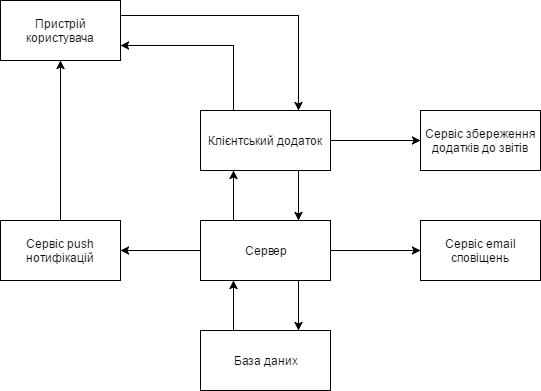 Пристрій
користувача
Клієнтський додаток
Сервіс збереження
додатків до звітів
Сервіс push
нотифікацій
Сервер
Сервіс email
сповіщень
База даних